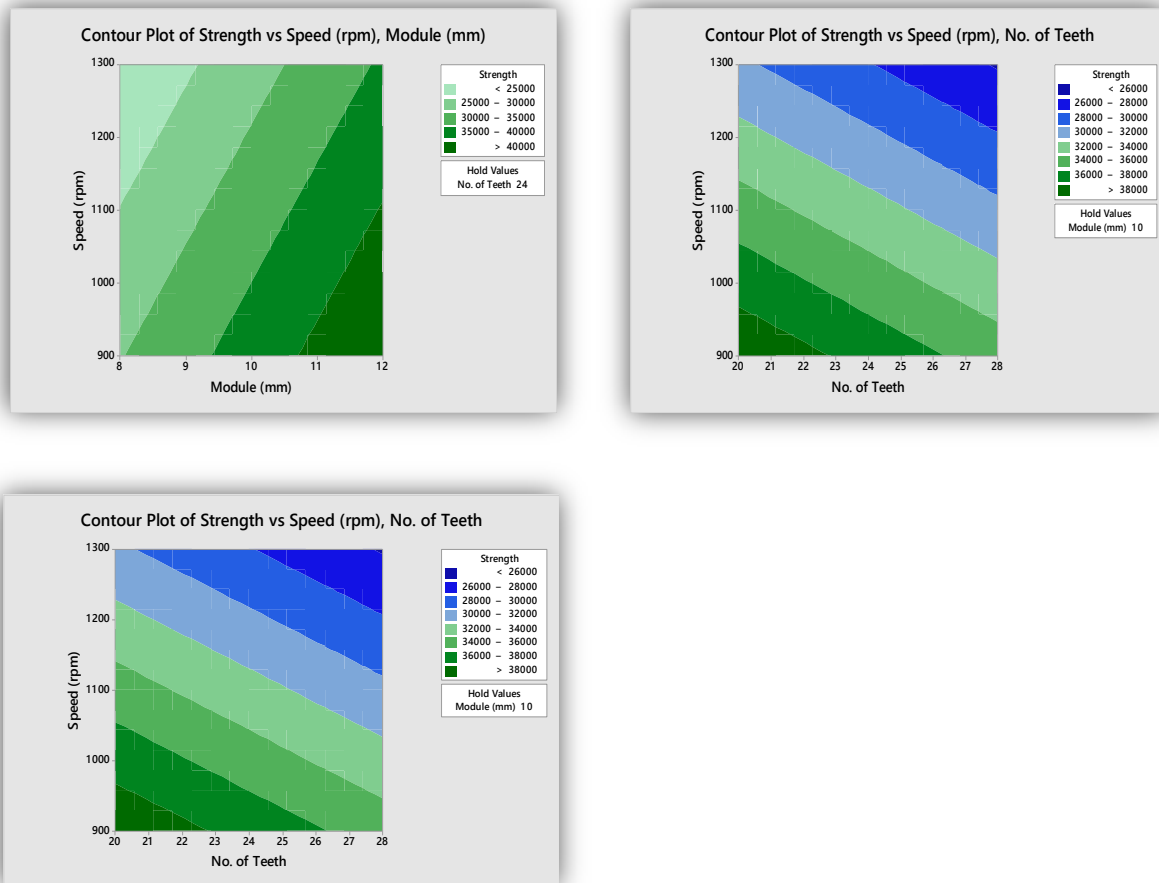 Contour Plot of Strength vs Speed (rpm), Module (mm)
1300
1200
1100
1000
900
Speed (rpm)
8 9 10 11 12
Module (mm)
Strength
< 25000
25000 – 30000
30000 – 35000
35000 – 40000
> 40000
Hold Values
No. of Teeth 24
Contour Plot of Strength vs Speed (rpm), No. of Teeth
1300
1200
1100
1000
900
Speed (rpm)
20 21 22 23 24 25 26 27 28
No. of Teeth
Strength
< 26000
26000 – 28000
28000 – 30000
30000 – 32000
32000 – 34000
34000 – 36000
36000 – 38000
> 38000
Hold Values
Module (mm) 10
Contour Plot of Strength vs Speed (rpm), No. of Teeth
1300
1200
1100
1000
900
Speed (rpm)
20 21 22 23 24 25 26 27 28
No. of Teeth
Strength
< 26000
26000 – 28000
28000 – 30000
30000 – 32000
32000 – 34000
34000 – 36000
36000 – 38000
> 38000
Hold Values
Module (mm) 10